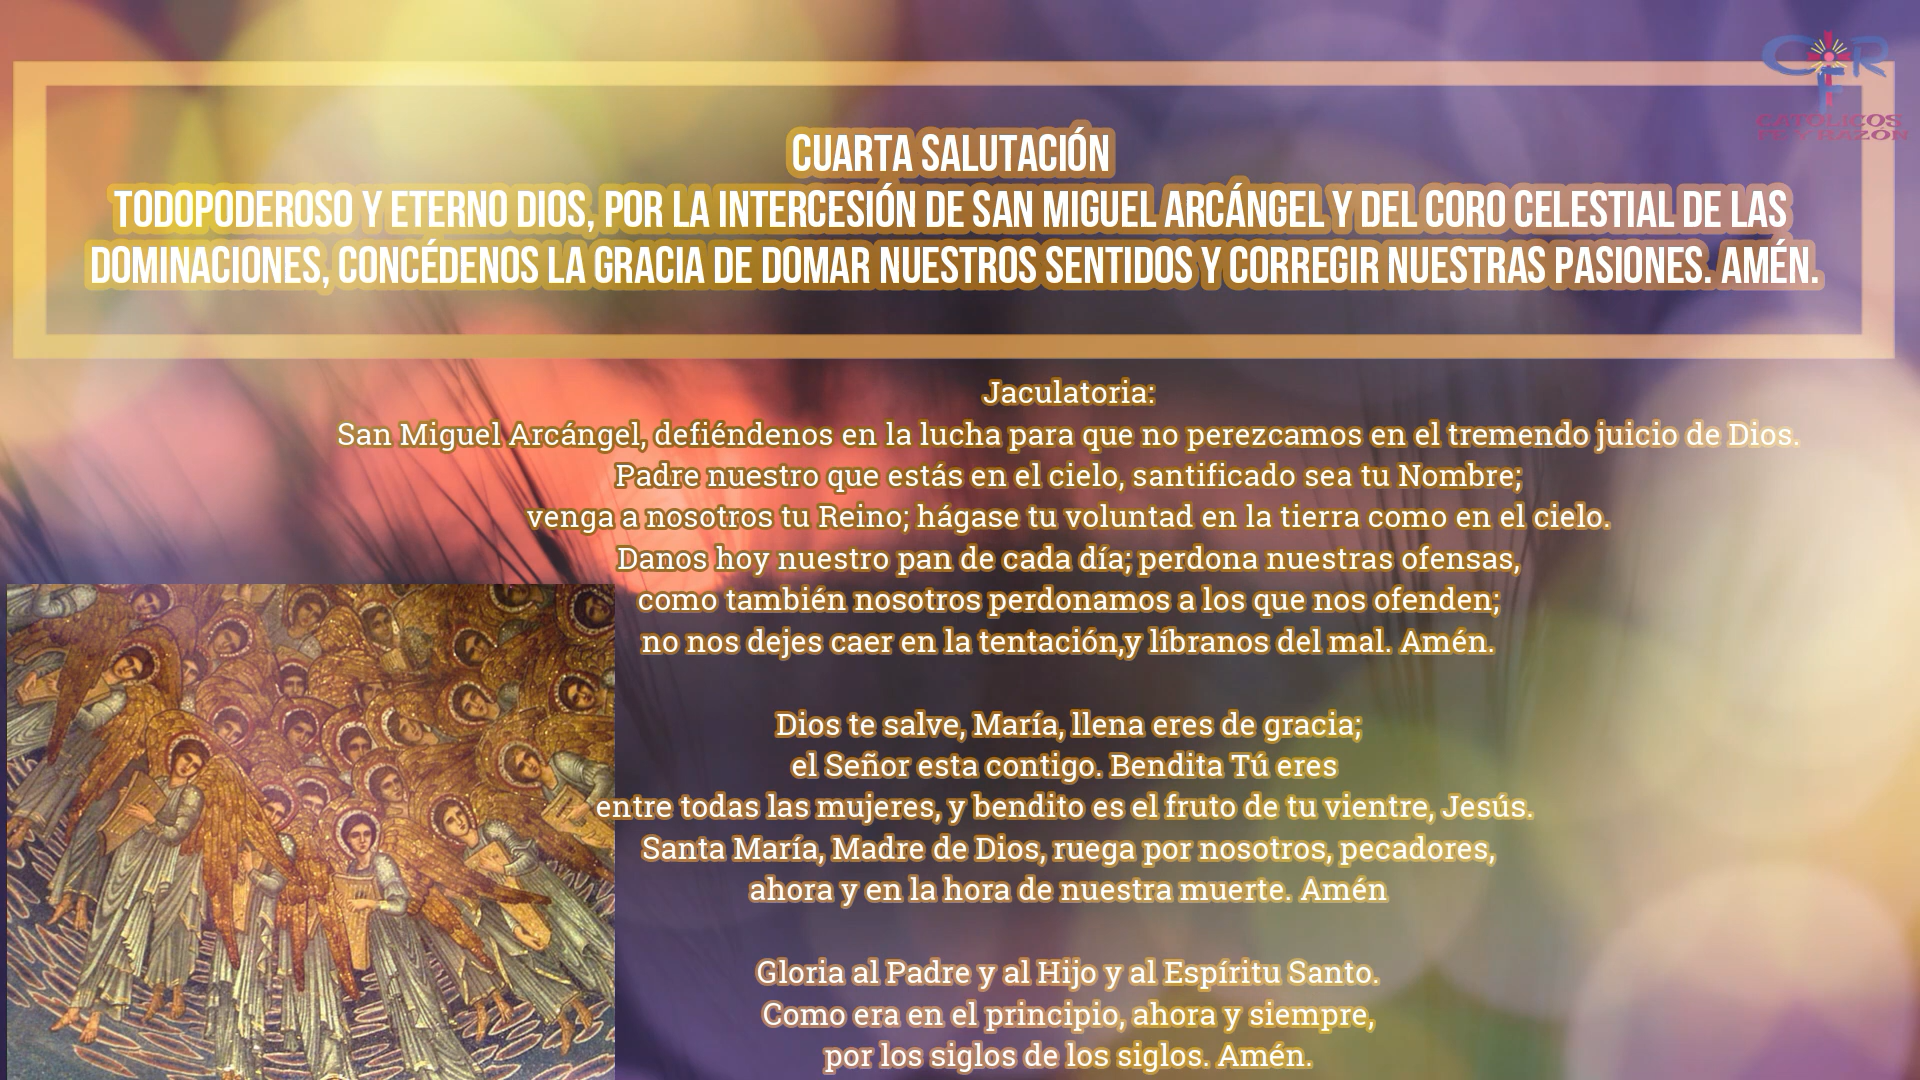 CFR
CATOLICOS
FE Y RAZON
CUARTA SALUTACIÓN
TODOPODEROSO Y ETERNO DIOS, POR LA INTERCESIÓN DE SAN MIGUEL ARCÁNGEL Y DEL CORO CELESTIAL DE LAS
DOMINACIONES, CONCÉDENOS LA GRACIA DE DOMAR NUESTROS SENTIDOS Y CORREGIR NUESTRAS PASIONES. AMÉN.
Jaculatoria:
San Miguel Arcángel, defiéndenos en la lucha para que no perezcamos en el tremendo juicio de Dios.
Padre nuestro que estás en el cielo, santificado sea tu Nombre;
venga a nosotros tu Reino; hágase tu voluntad en la tierra como en el cielo.
Danos hoy nuestro pan de cada día; perdona nuestras ofensas,
como también nosotros perdonamos a los que nos ofenden;
no nos dejes caer en la tentación,y líbranos del mal. Amén.
Dios te salve, María, llena eres de gracia;
el Señor esta contigo. Bendita Tú eres
entre todas las mujeres, y bendito es el fruto de tu vientre, Jesús.
Santa María, Madre de Dios, ruega por nosotros, pecadores,
ahora y en la hora de nuestra muerte. Amén
Gloria al Padre y al Hijo y al Espíritu Santo.
Como era en el principio, ahora y siempre,
por los siglos de los siglos. Amén.